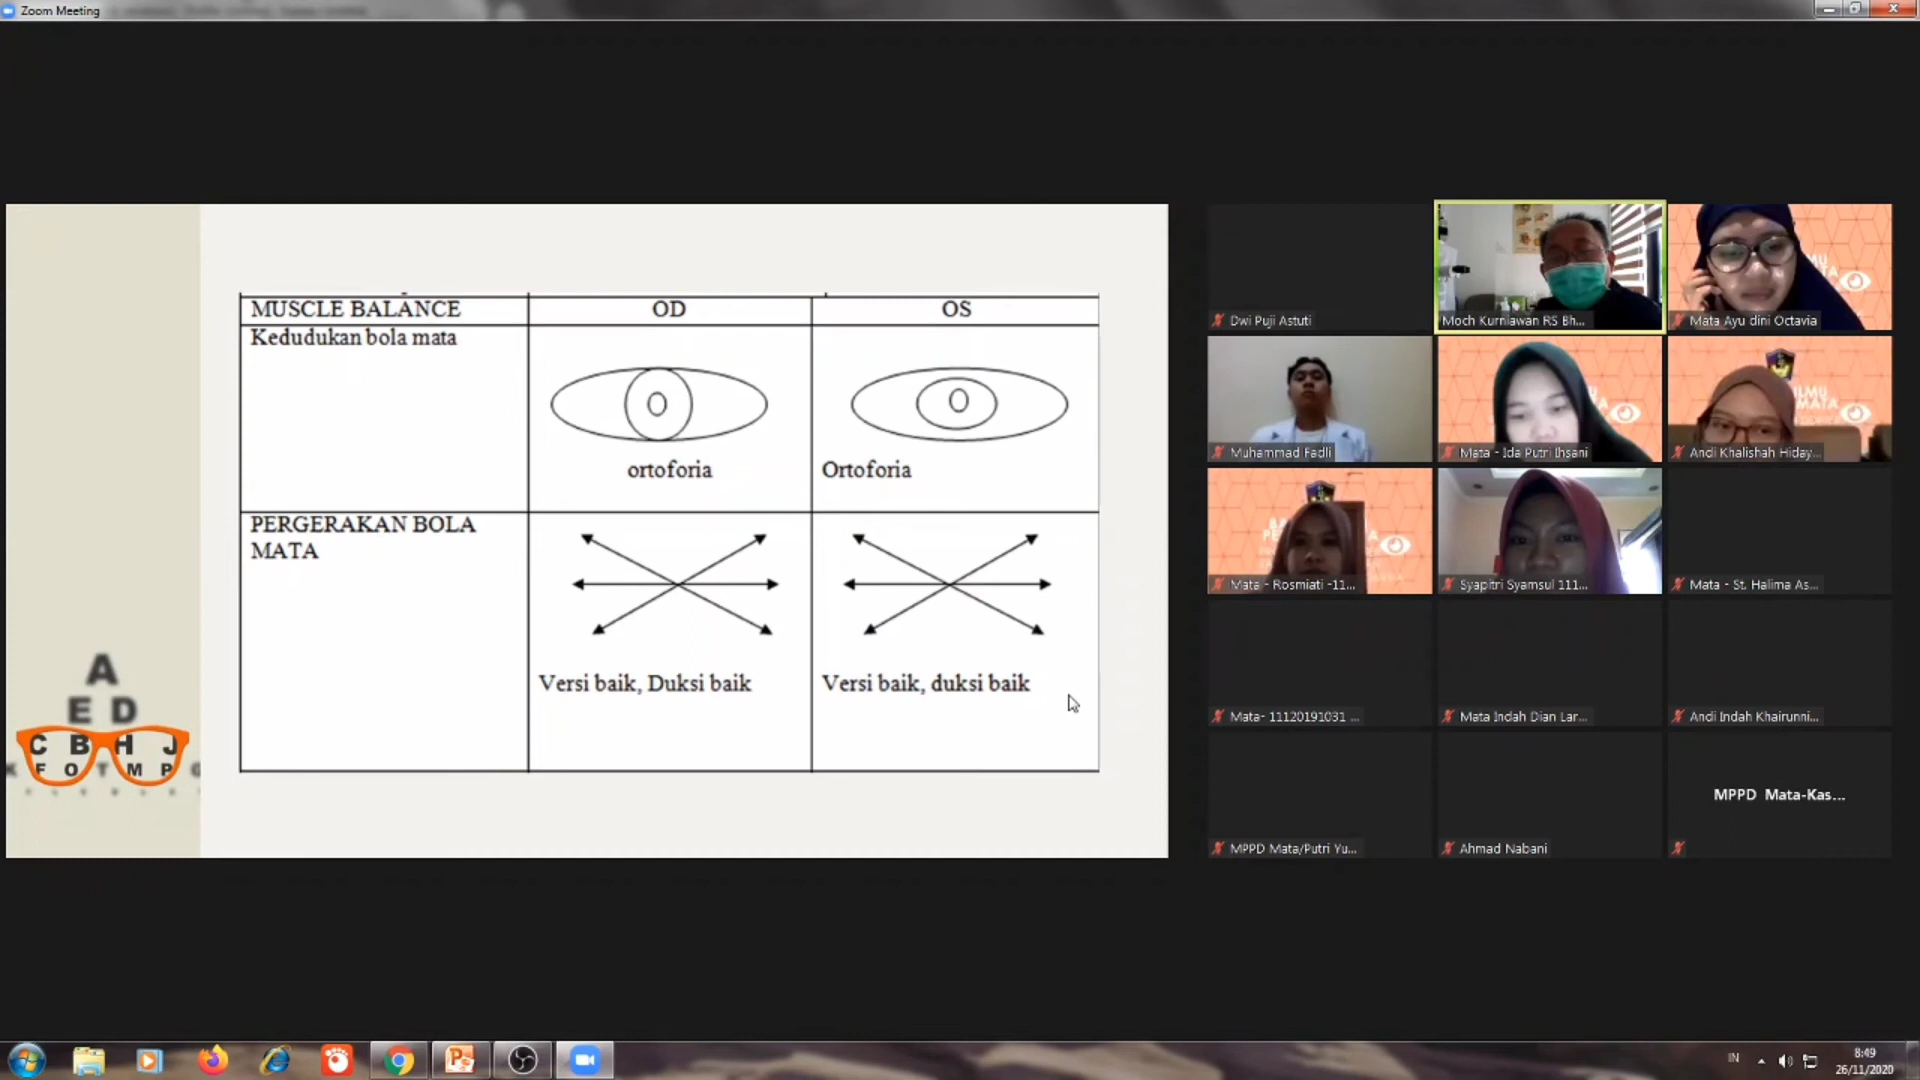 Zoom Meeting
MUSCLE BALANCE
OD
OS
Kedudukan bola mata
ortoforia
Ortoforia
PERGERAKAN BOLA
MATA
Versi baik, Duksi baik
Versi baik, duksi baik
A
E D
C B H J
K F O T M P G
Dwi Puji Astuti
Moch Kurniawan RS Bh...
Mata Ayu dini Octavia
Muhammad Fadli
Mata - Ida Putri Ihsani
Andi Khalishah Hiday...
Mata - Rosmiati -11...
Syapitri Syamsul 111...
Mata - St. Halima As...
Mata- 11120191031 ...
Mata Indah Dian Lar...
Andi Indah Khairunni...
MPPD Mata/Putri Yu...
Ahmad Nabani
MPPD Mata-Kas...
IN
8:49
26/11/2020